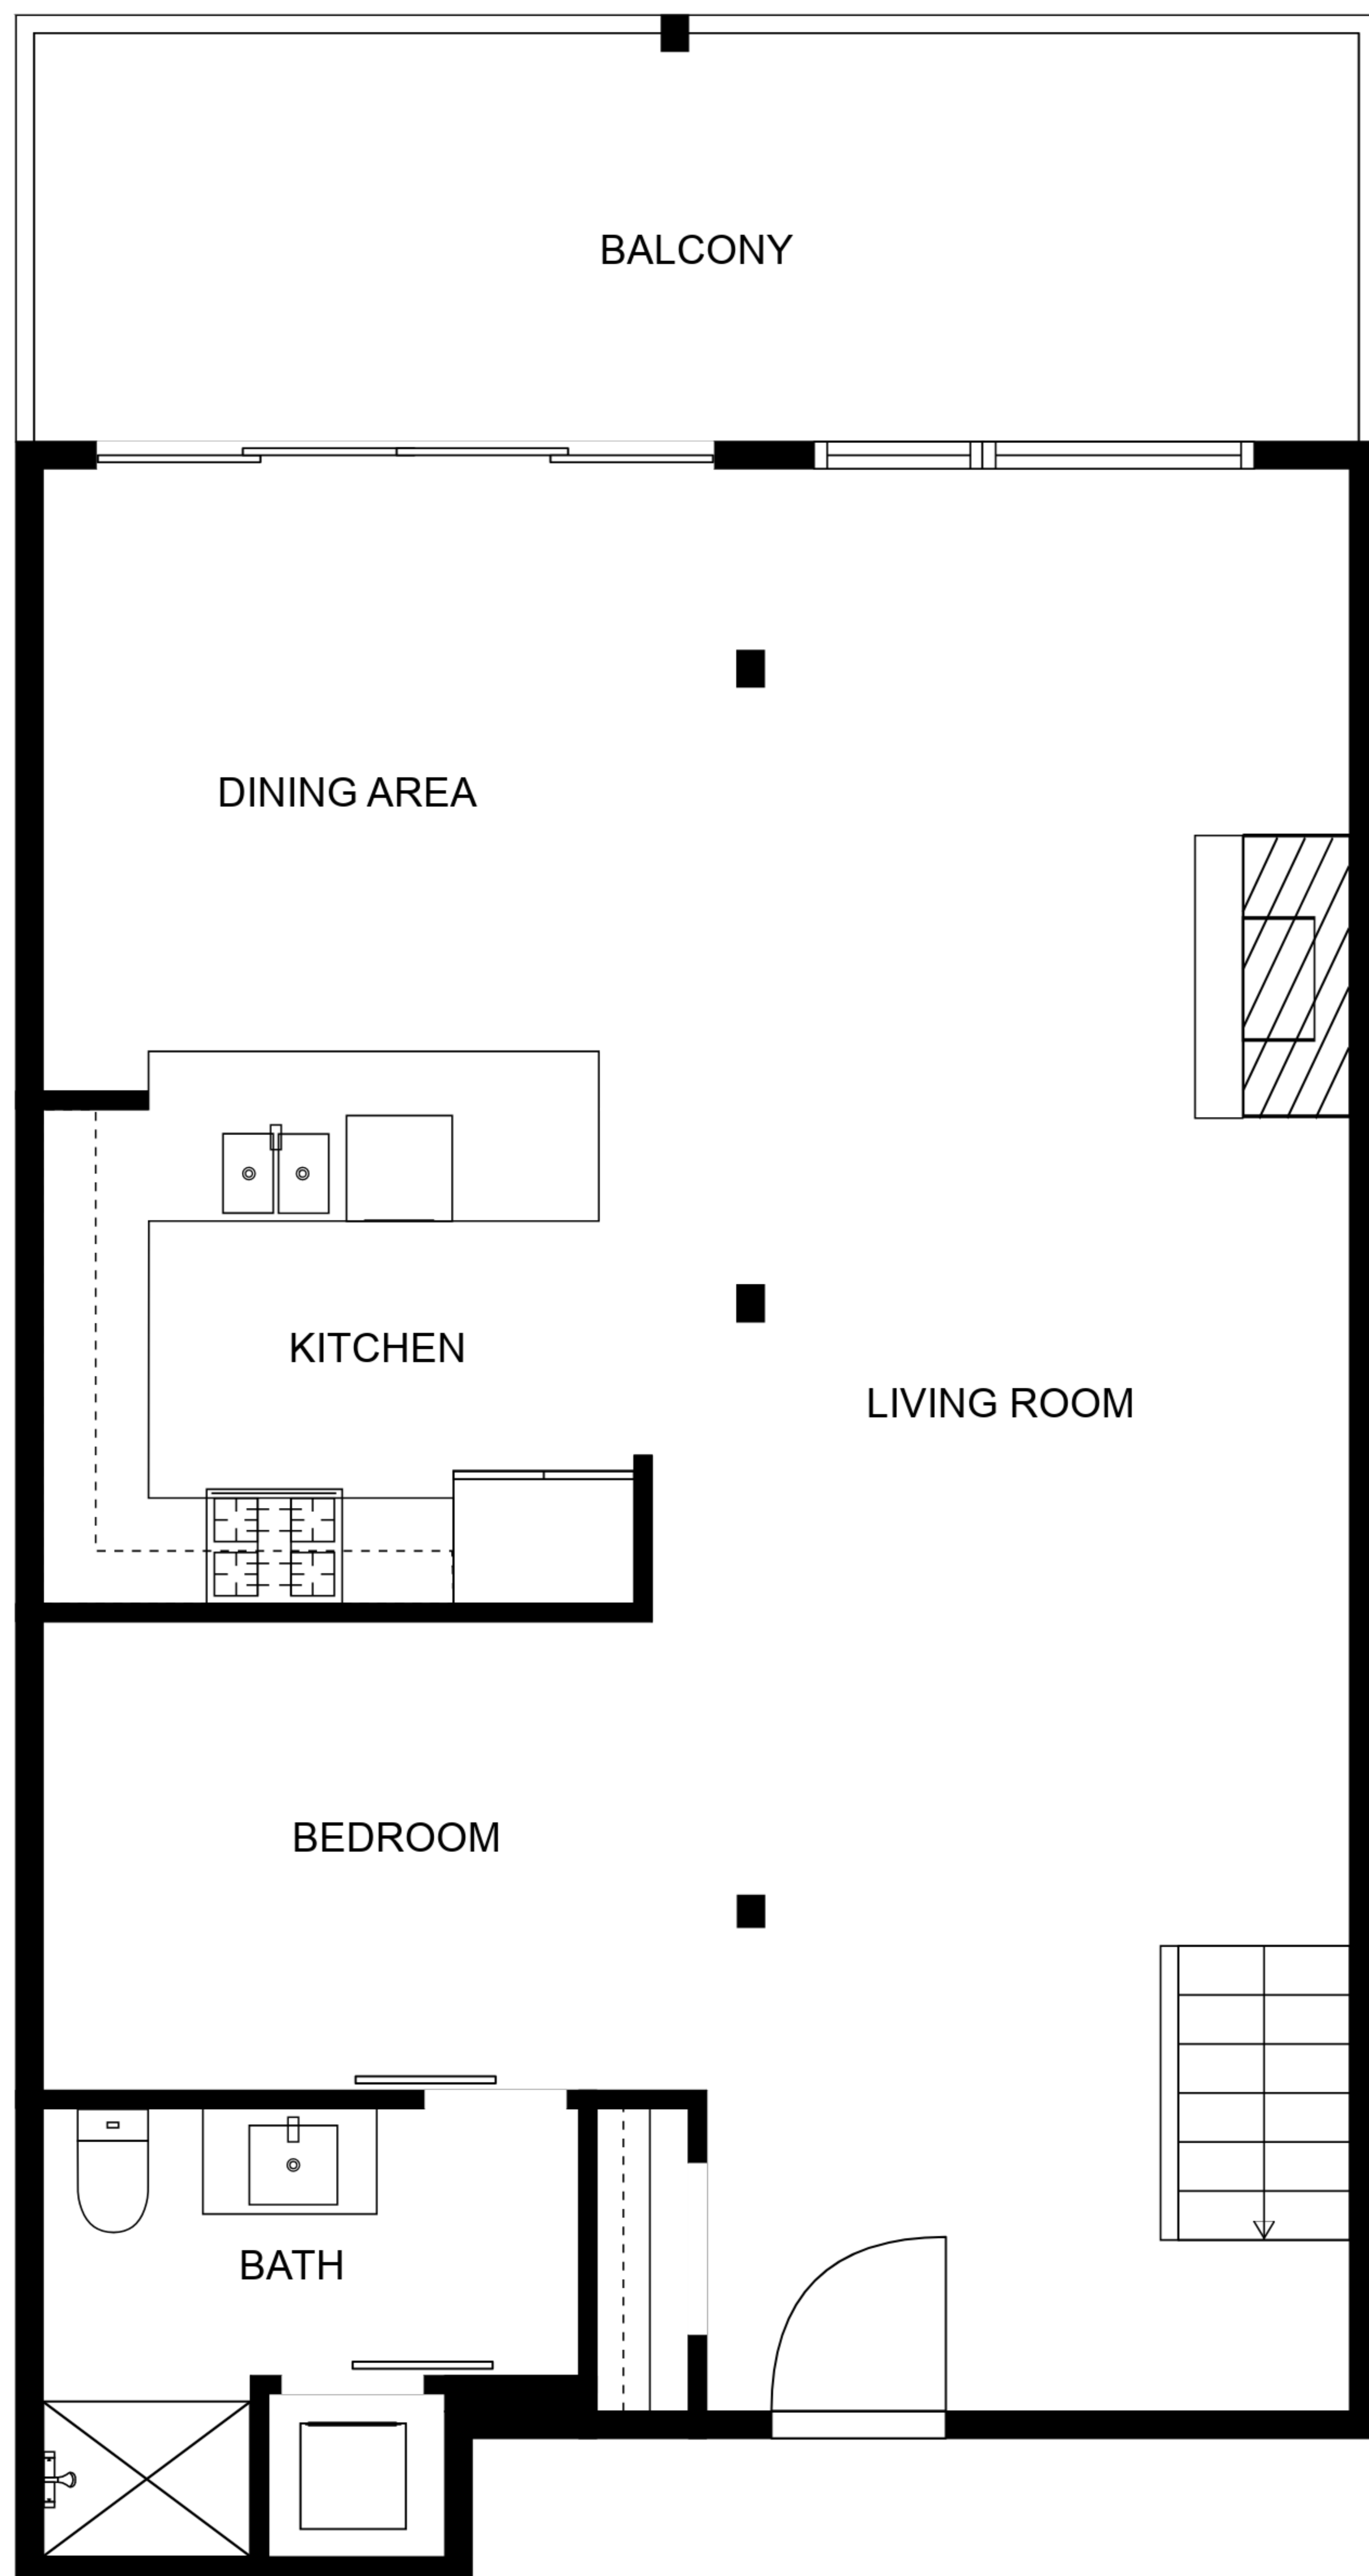 BALCONY
DINING AREA
KITCHEN
LIVING ROOM
BEDROOM
BATH